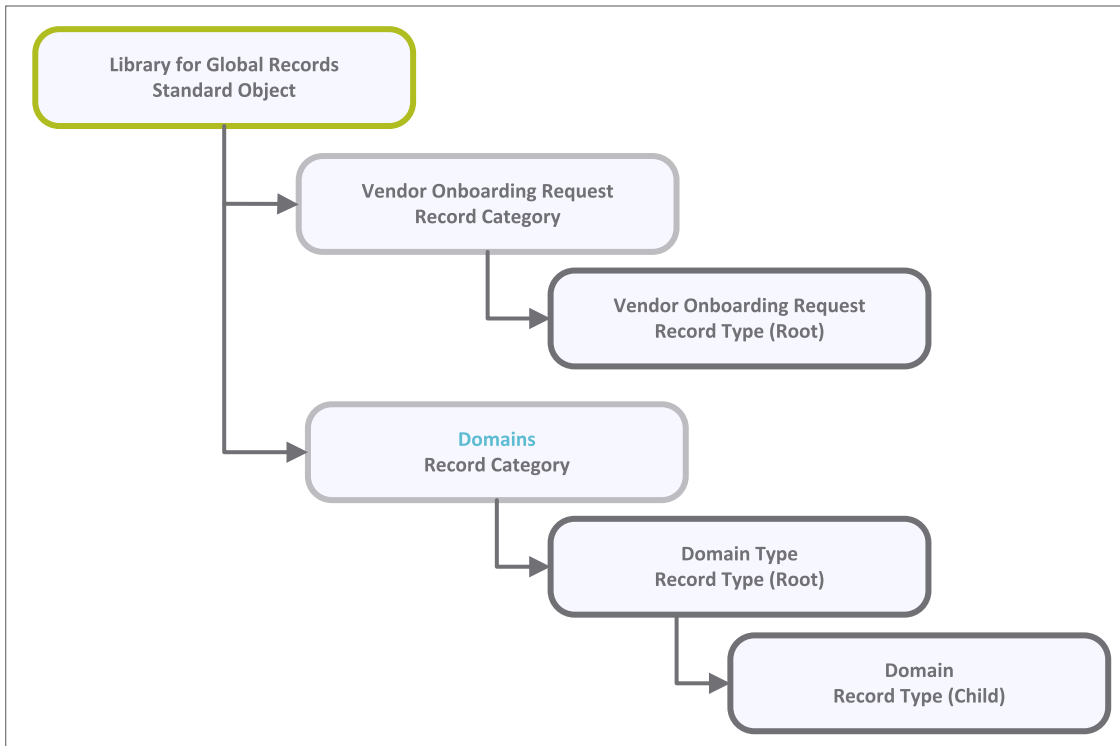 Library for Global Records
Standard Object
Vendor Onboarding Request
Record Category
Vendor Onboarding Request
Record Type (Root)
Domains
Record Category
Domain Type
Record Type (Root)
Domain
Record Type (Child)